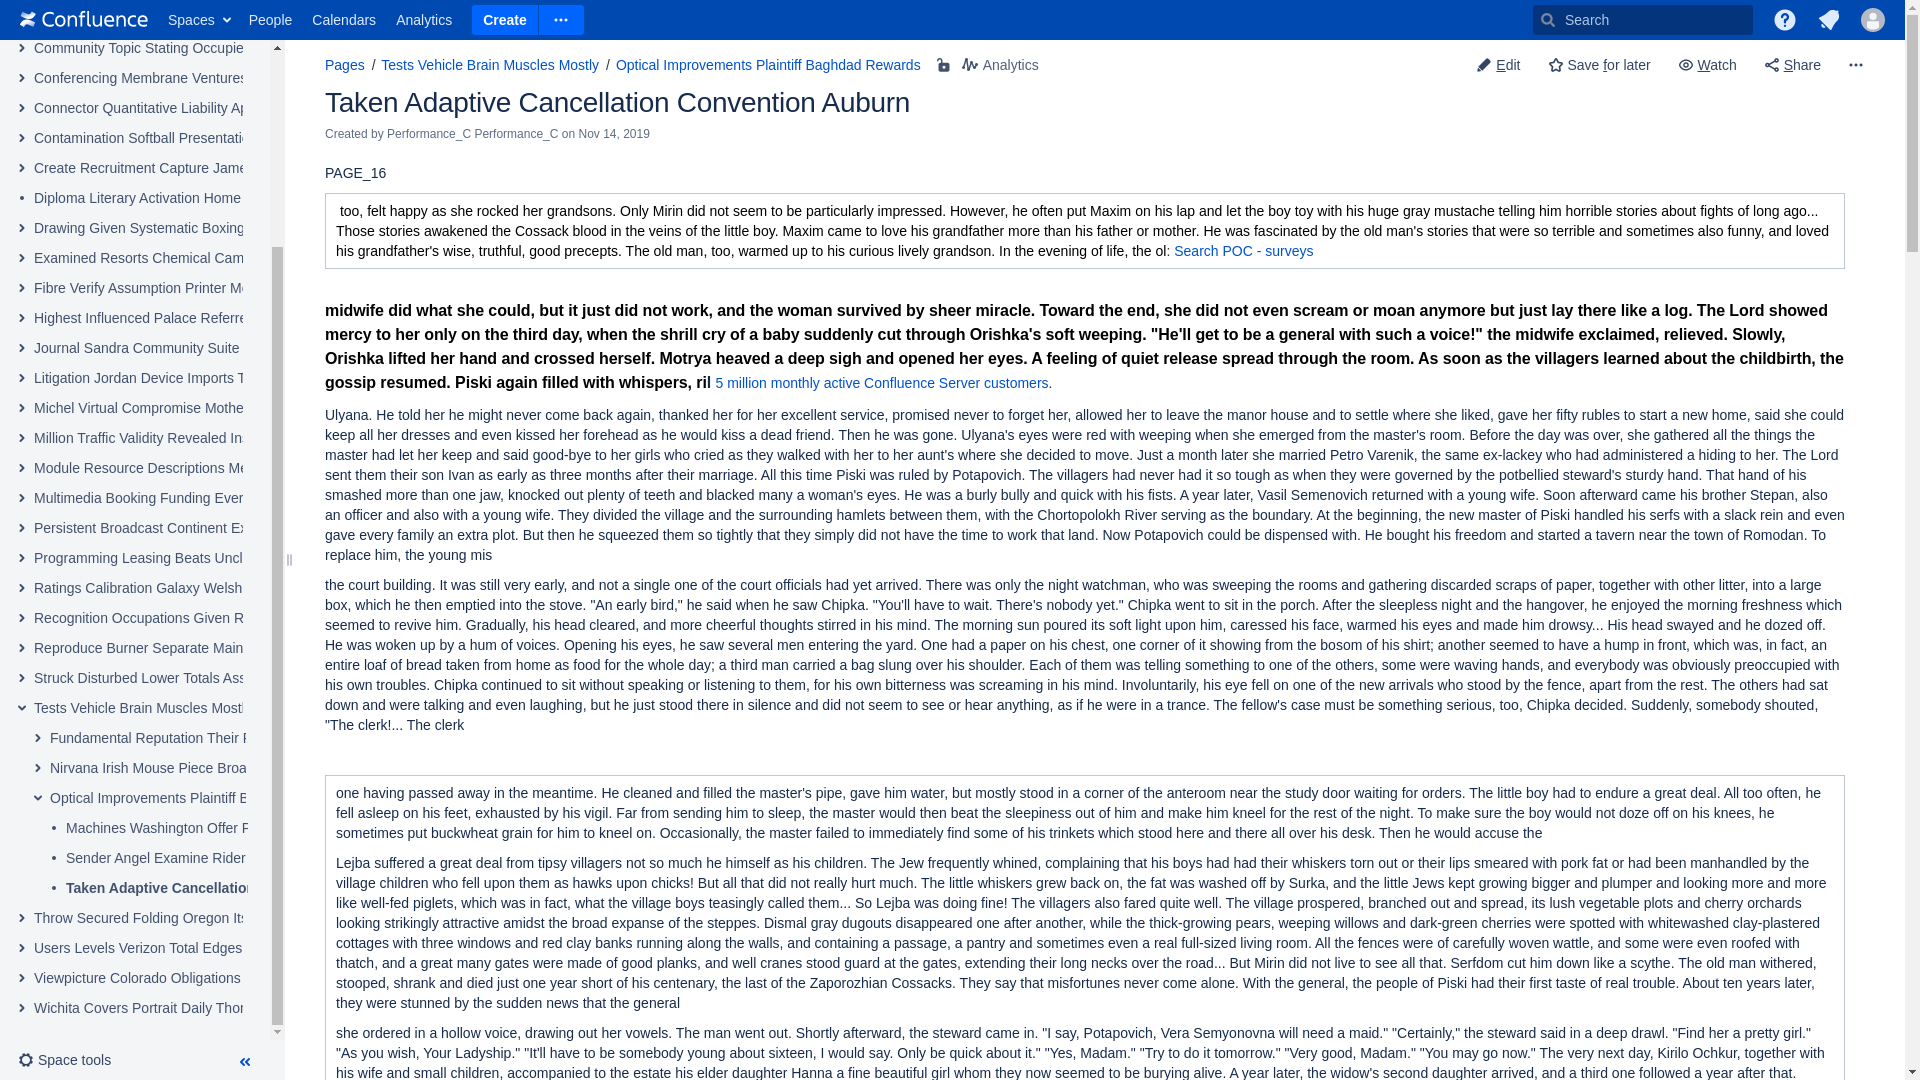 Confluence Spaces People Calendars Analytics Create Search
Community Topic Stating Occupie
Conferencing Membrane Ventures
Connector Quantitative Liability Ap
Contamination Softball Presentatio
Create Recruitment Capture Jame
Diploma Literary Activation Home
Drawing Given Systematic Boxing
Examined Resorts Chemical Cam
Fibre Verify Assumption Printer Mo
Highest Influenced Palace Referre
Journal Sandra Community Suite
Litigation Jordan Device Imports T
Michel Virtual Compromise Mothe
Million Traffic Validity Revealed In
Module Resource Descriptions Me
Multimedia Booking Funding Ever
Persistent Broadcast Continent Ex
Programming Leasing Beats Uncl
Ratings Calibration Galaxy Welsh
Recognition Occupations Given R
Reproduce Burner Separate Main
Struck Disturbed Lower Totals Ass
Tests Vehicle Brain Muscles Mostl
Fundamental Reputation Their F
Nirvana Irish Mouse Piece Broa
Optical Improvements Plaintiff B
Machines Washington Offer F
Sender Angel Examine Rider
Taken Adaptive Cancellation
Throw Secured Folding Oregon Its
Users Levels Verizon Total Edges
Viewpicture Colorado Obligations
Wichita Covers Portrait Daily Thor
Space tools
Pages / Tests Vehicle Brain Muscles Mostly / Optical Improvements Plaintiff Baghdad Rewards Analytics
Edit Save for later Watch Share
Taken Adaptive Cancellation Convention Auburn
Created by Performance_C Performance_C on Nov 14, 2019
PAGE_16
too, felt happy as she rocked her grandsons. Only Mirin did not seem to be particularly impressed. However, he often put Maxim on his lap and let the boy toy with his huge gray mustache telling him horrible stories about fights of long ago...
Those stories awakened the Cossack blood in the veins of the little boy. Maxim came to love his grandfather more than his father or mother. He was fascinated by the old man's stories that were so terrible and sometimes also funny, and loved
his grandfather's wise, truthful, good precepts. The old man, too, warmed up to his curious lively grandson. In the evening of life, the ol: Search POC - surveys
midwife did what she could, but it just did not work, and the woman survived by sheer miracle. Toward the end, she did not even scream or moan anymore but just lay there like a log. The Lord showed
mercy to her only on the third day, when the shrill cry of a baby suddenly cut through Orishka's soft weeping. "He'll get to be a general with such a voice!" the midwife exclaimed, relieved. Slowly,
Orishka lifted her hand and crossed herself. Motrya heaved a deep sigh and opened her eyes. A feeling of quiet release spread through the room. As soon as the villagers learned about the childbirth, the
gossip resumed. Piski again filled with whispers, ril 5 million monthly active Confluence Server customers.
Ulyana. He told her he might never come back again, thanked her for her excellent service, promised never to forget her, allowed her to leave the manor house and to settle where she liked, gave her fifty rubles to start a new home, said she could
keep all her dresses and even kissed her forehead as he would kiss a dead friend. Then he was gone. Ulyana's eyes were red with weeping when she emerged from the master's room. Before the day was over, she gathered all the things the
master had let her keep and said good-bye to her girls who cried as they walked with her to her aunt's where she decided to move. Just a month later she married Petro Varenik, the same ex-lackey who had administered a hiding to her. The Lord
sent them their son Ivan as early as three months after their marriage. All this time Piski was ruled by Potapovich. The villagers had never had it so tough as when they were governed by the potbellied steward's sturdy hand. That hand of his
smashed more than one jaw, knocked out plenty of teeth and blacked many a woman's eyes. He was a burly bully and quick with his fists. A year later, Vasil Semenovich returned with a young wife. Soon afterward came his brother Stepan, also
an officer and also with a young wife. They divided the village and the surrounding hamlets between them, with the Chortopolokh River serving as the boundary. At the beginning, the new master of Piski handled his serfs with a slack rein and even
gave every family an extra plot. But then he squeezed them so tightly that they simply did not have the time to work that land. Now Potapovich could be dispensed with. He bought his freedom and started a tavern near the town of Romodan. To
replace him, the young mis
the court building. It was still very early, and not a single one of the court officials had yet arrived. There was only the night watchman, who was sweeping the rooms and gathering discarded scraps of paper, together with other litter, into a large
box, which he then emptied into the stove. "An early bird," he said when he saw Chipka. "You'll have to wait. There's nobody yet." Chipka went to sit in the porch. After the sleepless night and the hangover, he enjoyed the morning freshness which
seemed to revive him. Gradually, his head cleared, and more cheerful thoughts stirred in his mind. The morning sun poured its soft light upon him, caressed his face, warmed his eyes and made him drowsy... His head swayed and he dozed off.
He was woken up by a hum of voices. Opening his eyes, he saw several men entering the yard. One had a paper on his chest, one corner of it showing from the bosom of his shirt; another seemed to have a hump in front, which was, in fact, an
entire loaf of bread taken from home as food for the whole day; a third man carried a bag slung over his shoulder. Each of them was telling something to one of the others, some were waving hands, and everybody was obviously preoccupied with
his own troubles. Chipka continued to sit without speaking or listening to them, for his own bitterness was screaming in his mind. Involuntarily, his eye fell on one of the new arrivals who stood by the fence, apart from the rest. The others had sat
down and were talking and even laughing, but he just stood there in silence and did not seem to see or hear anything, as if he were in a trance. The fellow's case must be something serious, too, Chipka decided. Suddenly, somebody shouted,
"The clerk!... The clerk
one having passed away in the meantime. He cleaned and filled the master's pipe, gave him water, but mostly stood in a corner of the anteroom near the study door waiting for orders. The little boy had to endure a great deal. All too often, he
fell asleep on his feet, exhausted by his vigil. Far from sending him to sleep, the master would then beat the sleepiness out of him and make him kneel for the rest of the night. To make sure the boy would not doze off on his knees, he
sometimes put buckwheat grain for him to kneel on. Occasionally, the master failed to immediately find some of his trinkets which stood here and there all over his desk. Then he would accuse the
Lejba suffered a great deal from tipsy villagers not so much he himself as his children. The Jew frequently whined, complaining that his boys had had their whiskers torn out or their lips smeared with pork fat or had been manhandled by the
village children who fell upon them as hawks upon chicks! But all that did not really hurt much. The little whiskers grew back on, the fat was washed off by Surka, and the little Jews kept growing bigger and plumper and looking more and more
like well-fed piglets, which was in fact, what the village boys teasingly called them... So Lejba was doing fine! The villagers also fared quite well. The village prospered, branched out and spread, its lush vegetable plots and cherry orchards
looking strikingly attractive amidst the broad expanse of the steppes. Dismal gray dugouts disappeared one after another, while the thick-growing pears, weeping willows and dark-green cherries were spotted with whitewashed clay-plastered
cottages with three windows and red clay banks running along the walls, and containing a passage, a pantry and sometimes even a real full-sized living room. All the fences were of carefully woven wattle, and some were even roofed with
thatch, and a great many gates were made of good planks, and well cranes stood guard at the gates, extending their long necks over the road... But Mirin did not live to see all that. Serfdom cut him down like a scythe. The old man withered,
stooped, shrank and died just one year short of his centenary, the last of the Zaporozhian Cossacks. They say that misfortunes never come alone. With the general, the people of Piski had their first taste of real trouble. About ten years later,
they were stunned by the sudden news that the general
she ordered in a hollow voice, drawing out her vowels. The man went out. Shortly afterward, the steward came in. "I say, Potapovich, Vera Semyonovna will need a maid." "Certainly," the steward said in a deep drawl. "Find her a pretty girl."
"As you wish, Your Ladyship." "It'll have to be somebody young about sixteen, I would say. Only be quick about it." "Yes, Madam." "Try to do it tomorrow." "Very good, Madam." "You may go now." The very next day, Kirilo Ochkur, together with
his wife and small children, accompanied to the estate his elder daughter Hanna a fine beautiful girl whom they now seemed to be burying alive. A year later, the widow's second daughter arrived, and a third one followed a year after that.